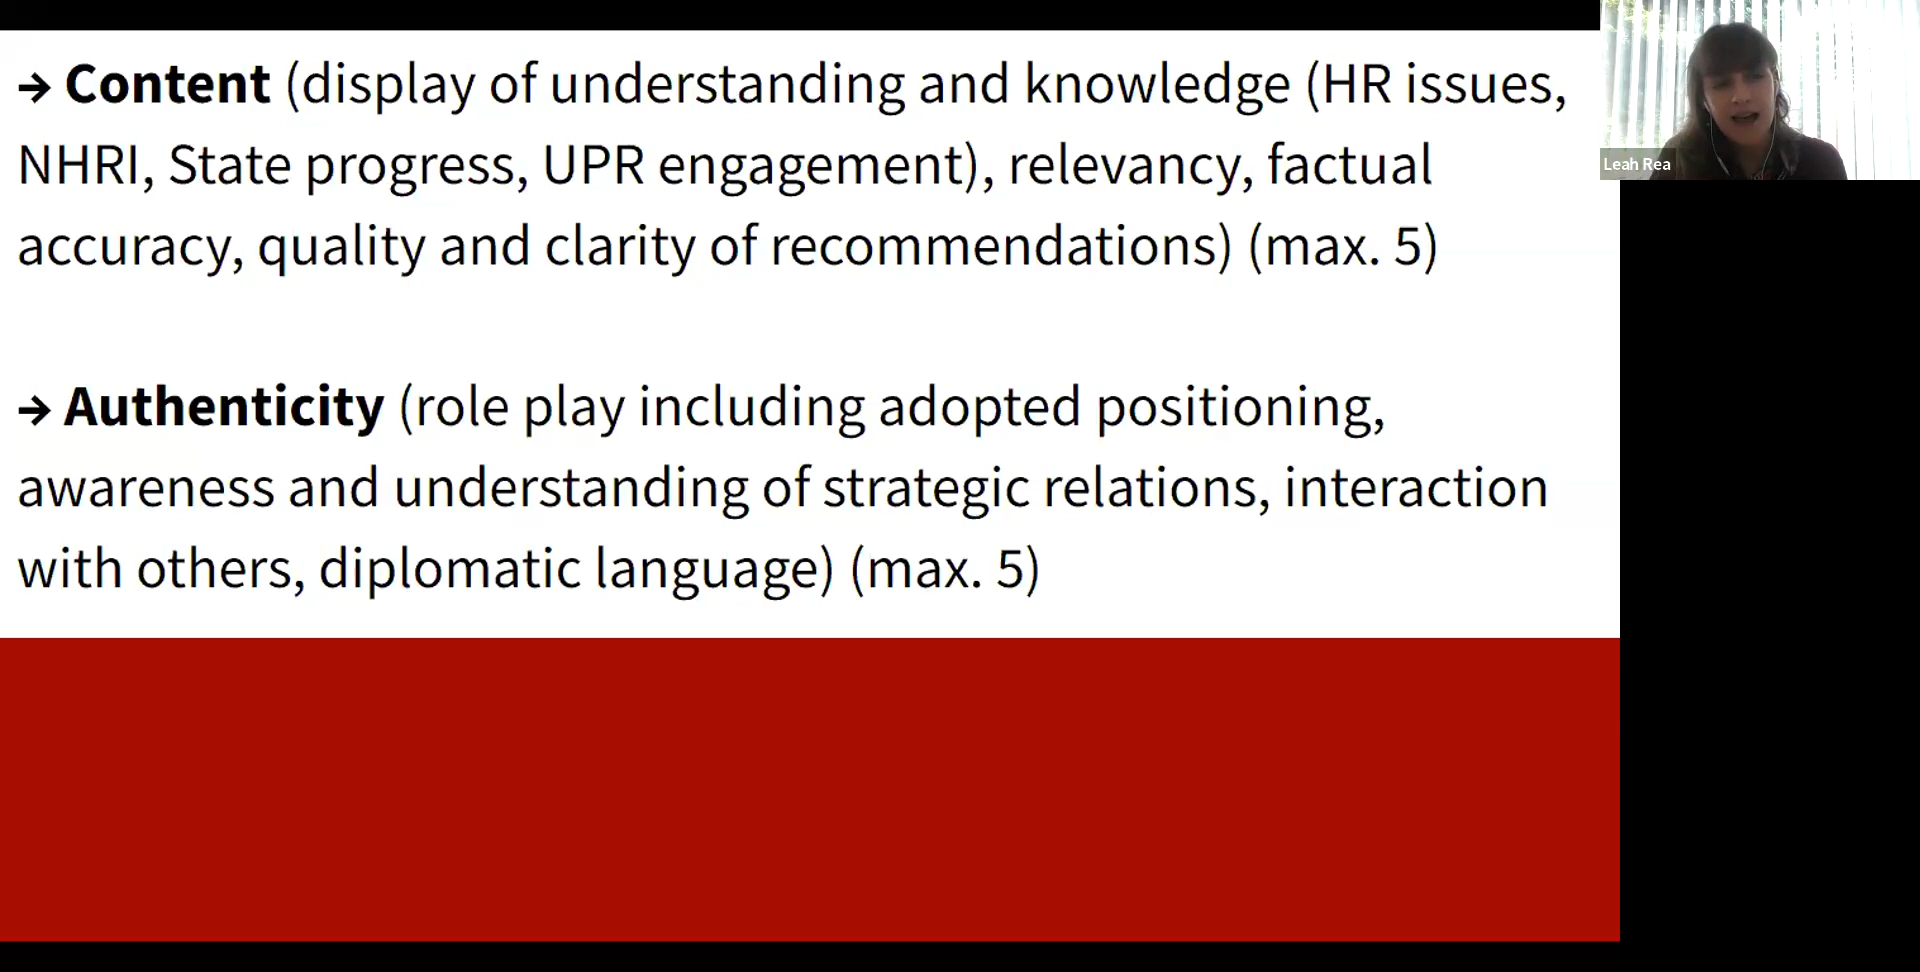 → Content (display of understanding and knowledge (HR issues,
NHRI, State progress, UPR engagement), relevancy, factual
accuracy, quality and clarity of recommendations) (max. 5)
→ Authenticity (role play including adopted positioning,
awareness and understanding of strategic relations, interaction
with others, diplomatic language) (max. 5)
Leah Rea